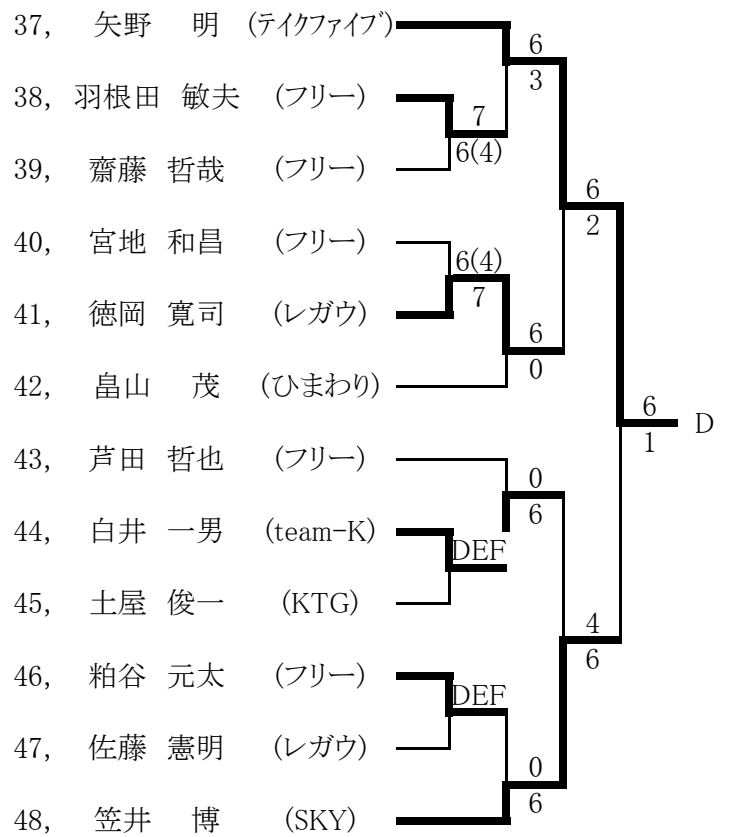 37, 矢野 明 (テイクファイブ)
6
3
38, 羽根田 敏夫 (フリー)
7
6(4)
39, 齋藤 哲哉 (フリー)
6
2
40, 宮地 和昌 (フリー)
6(4)
7
41, 徳岡 寛司 (レガウ)
6
0
42, 畠山 茂 (ひまわり)
6
1
D
43, 芦田 哲也 (フリー)
0
6
44, 白井 一男 (team-K)
DEF
45, 土屋 俊一 (KTG)
4
6
46, 粕谷 元太 (フリー)
DEF
47, 佐藤 憲明 (レガウ)
0
6
48, 笠井 博 (SKY)